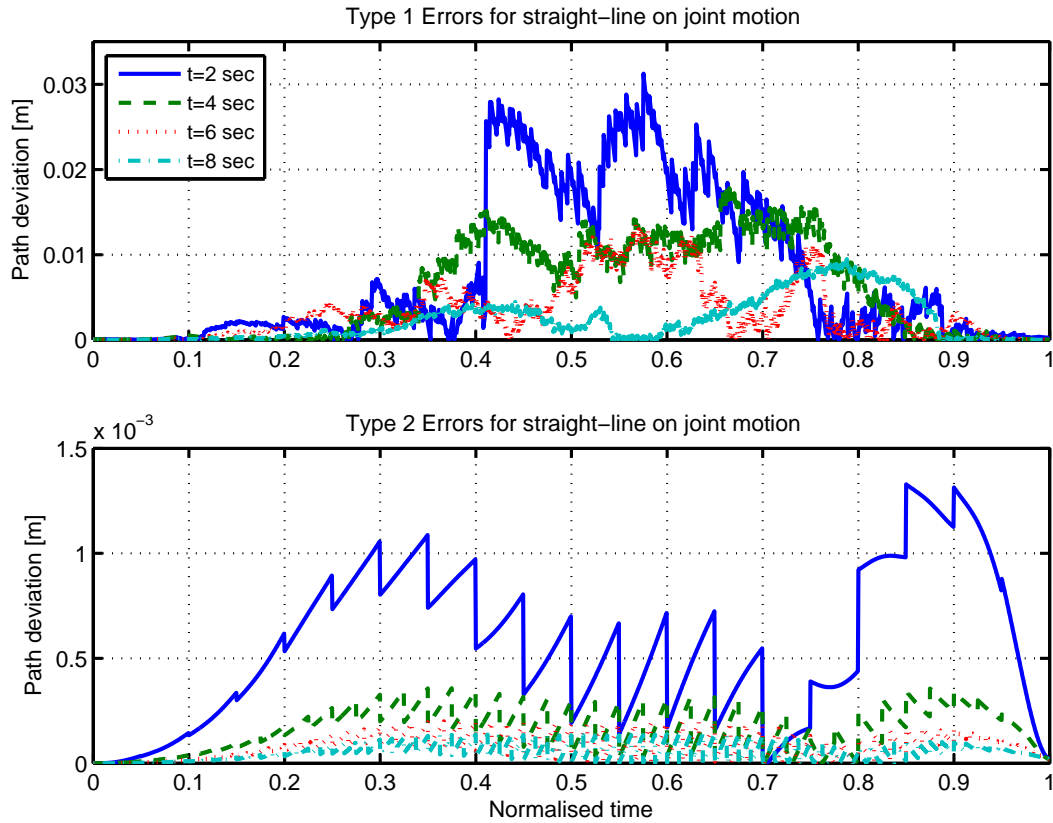 Type 1 Errors for straight−line on joint motion
t=2 sec
t=4 sec
t=6 sec
t=8 sec
Path deviation [m]
0.03
0.02
0.01
0
0 0.1 0.2 0.3 0.4 0.5 0.6 0.7 0.8 0.9 1
Type 2 Errors for straight−line on joint motion
x 10−3
Path deviation [m]
1.5
1
0.5
0
0 0.1 0.2 0.3 0.4 0.5 0.6 0.7 0.8 0.9 1
Normalised time